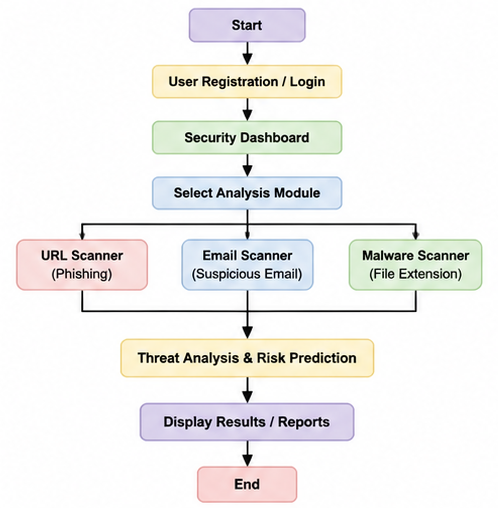 Start
User Registration / Login
Security Dashboard
Select Analysis Module
URL Scanner
(Phishing)
Email Scanner
(Suspicious Email)
Malware Scanner
(File Extension)
Threat Analysis & Risk Prediction
Display Results / Reports
End